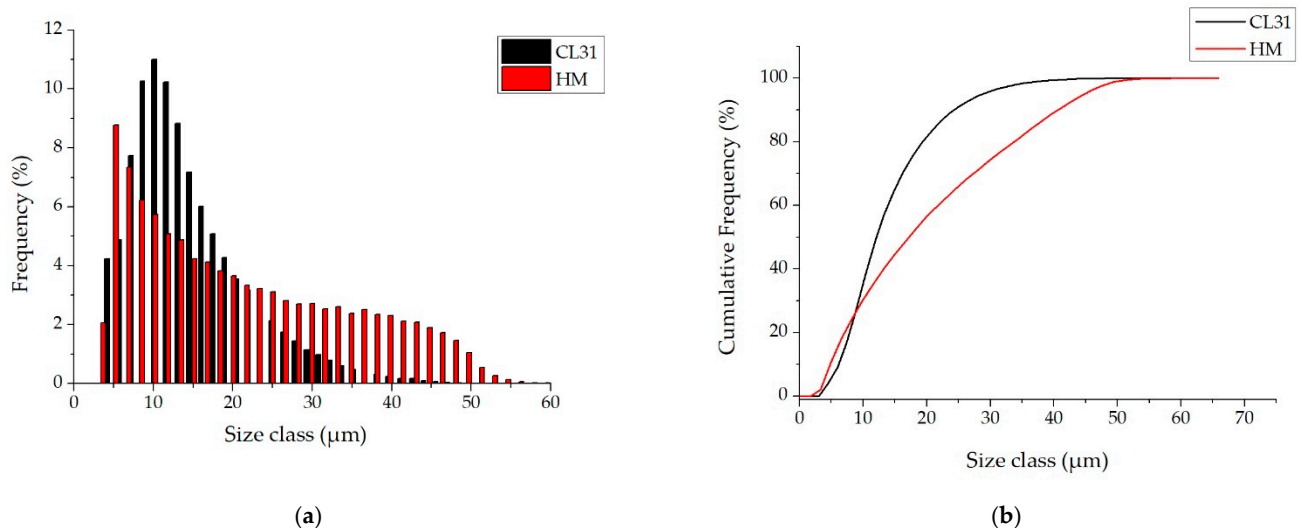 12
10
8
6
4
2
0
Frequency (%)
CL31
HM
0 10 20 30 40 50 60
Size class (μm)
(a)
CL31
HM
100
80
60
40
20
0
Cumulative Frequency (%)
0 10 20 30 40 50 60 70
Size class (μm)
(b)